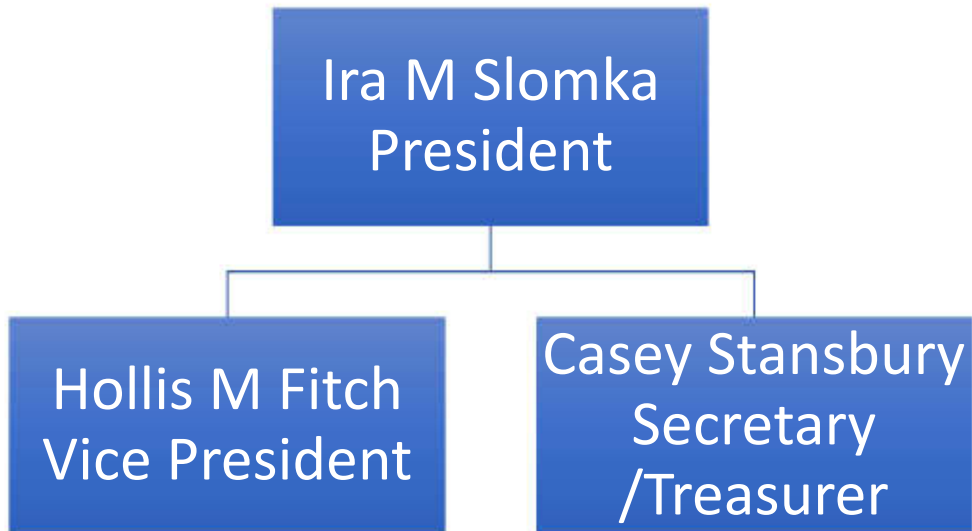 Ira M Slomka
President
Hollis M Fitch
Vice President
Casey Stansbury
Secretary
/Treasurer